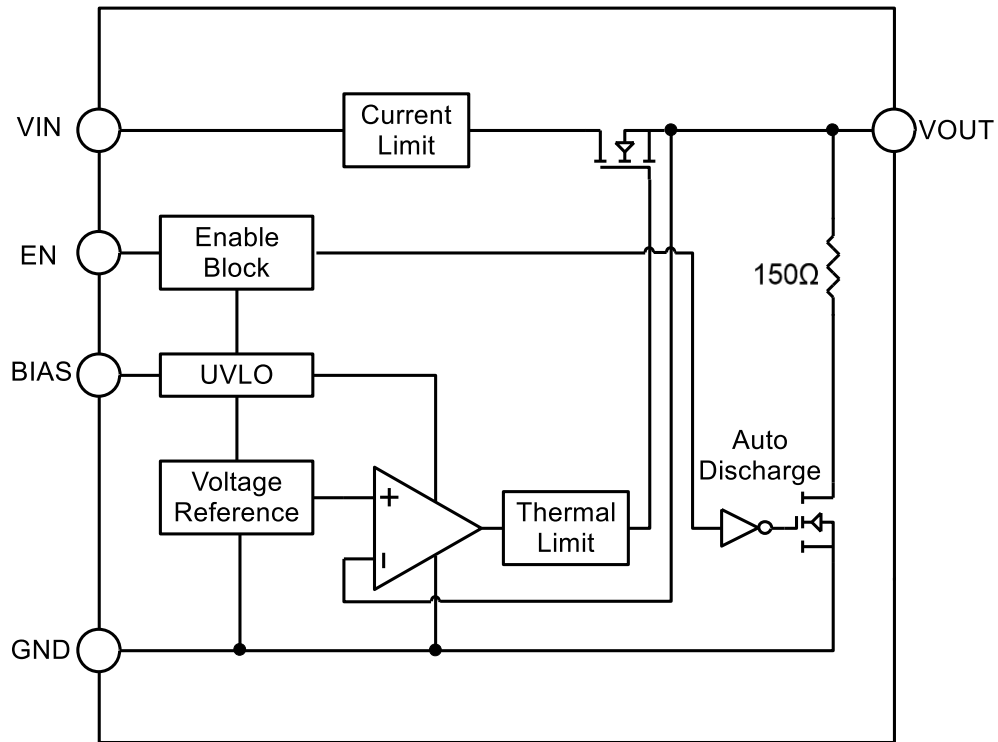 VIN
Current
Limit
VOUT
EN
Enable
Block
150Ω
BIAS
UVLO
Auto
Discharge
Voltage
Reference
+
-
Thermal
Limit
GND